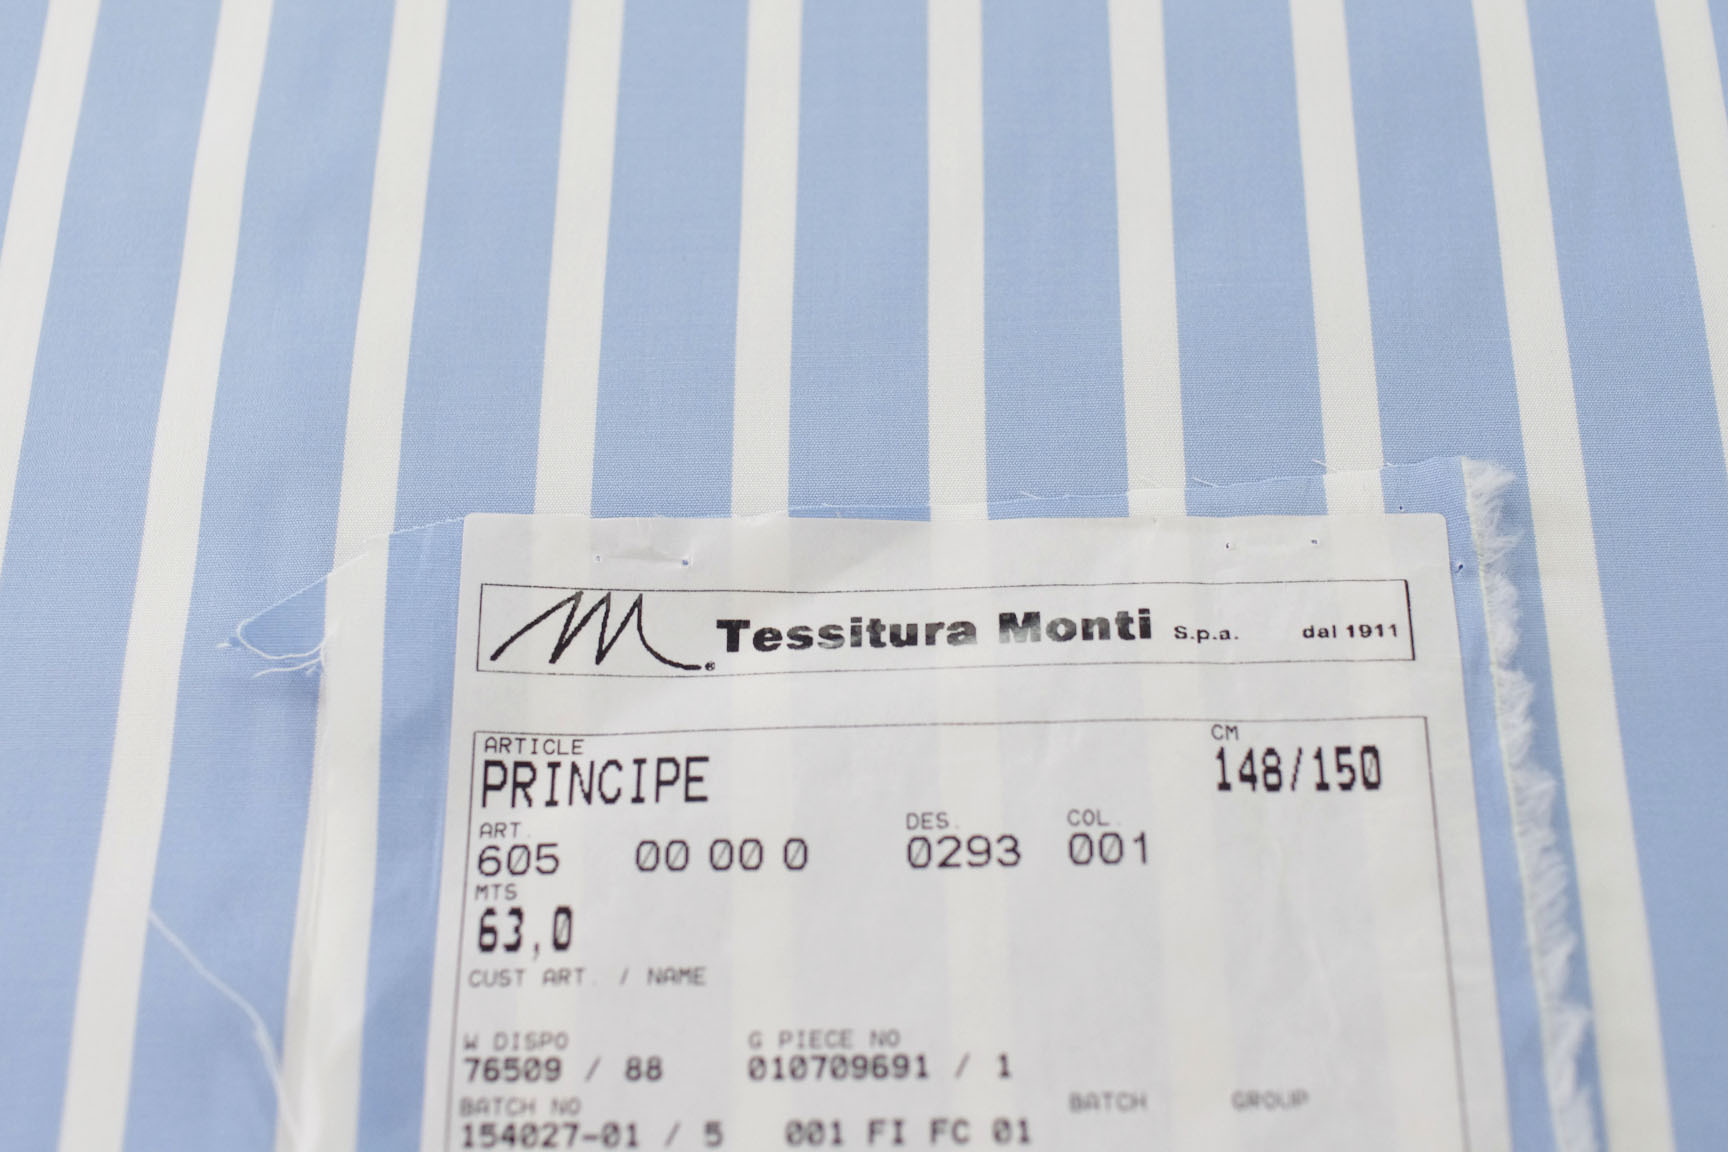 Tessitura Monti S.p.a. dal 1911
ARTICLE CM
PRINCIPE 148/150
ART. DES. COL.
605 00 00 0 0293 001
MTS
63,0
CUST ART. / NAME
W DISPO G PIECE NO
76509 / 88 010709691 / 1
BATCH NO BATCH GROUP
154027-01 / 5 001 FI FC 01